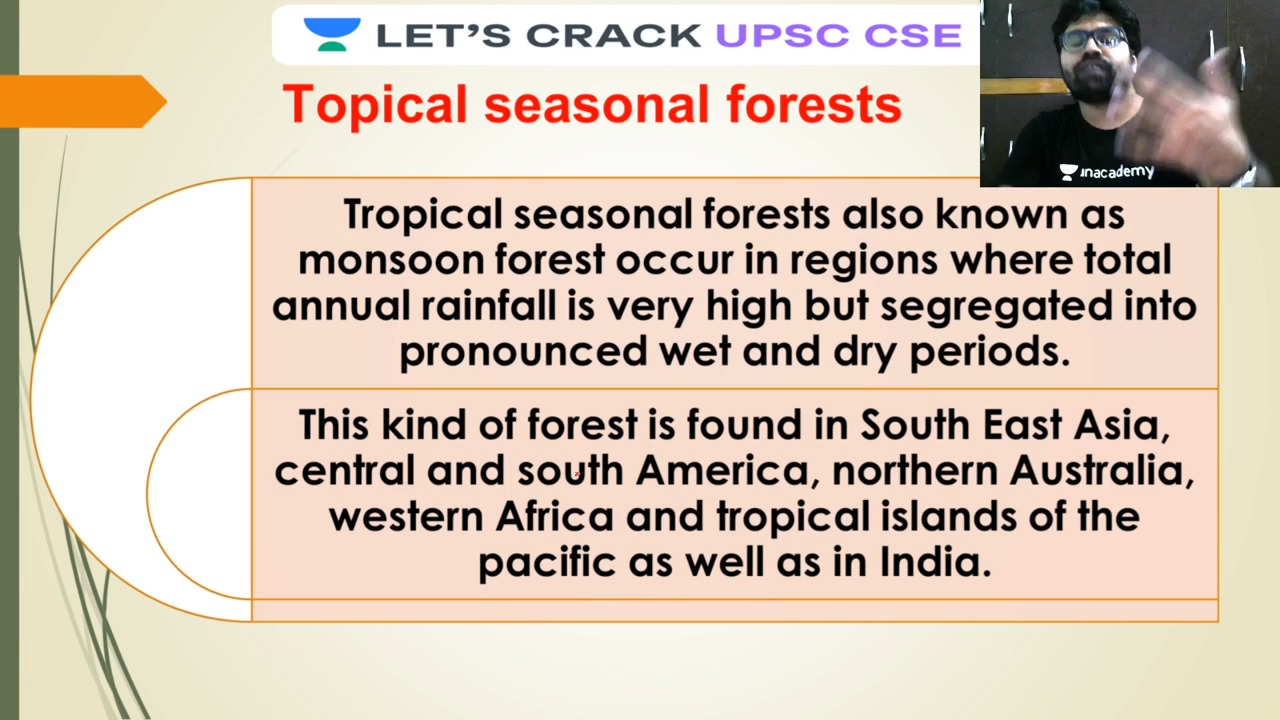 LET'S CRACK UPSC CSE
Topical seasonal forests
unacademy
Tropical seasonal forests also known as
monsoon forest occur in regions where total
annual rainfall is very high but segregated into
pronounced wet and dry periods.
This kind of forest is found in South East Asia,
central and south America, northern Australia,
western Africa and tropical islands of the
pacific as well as in India.